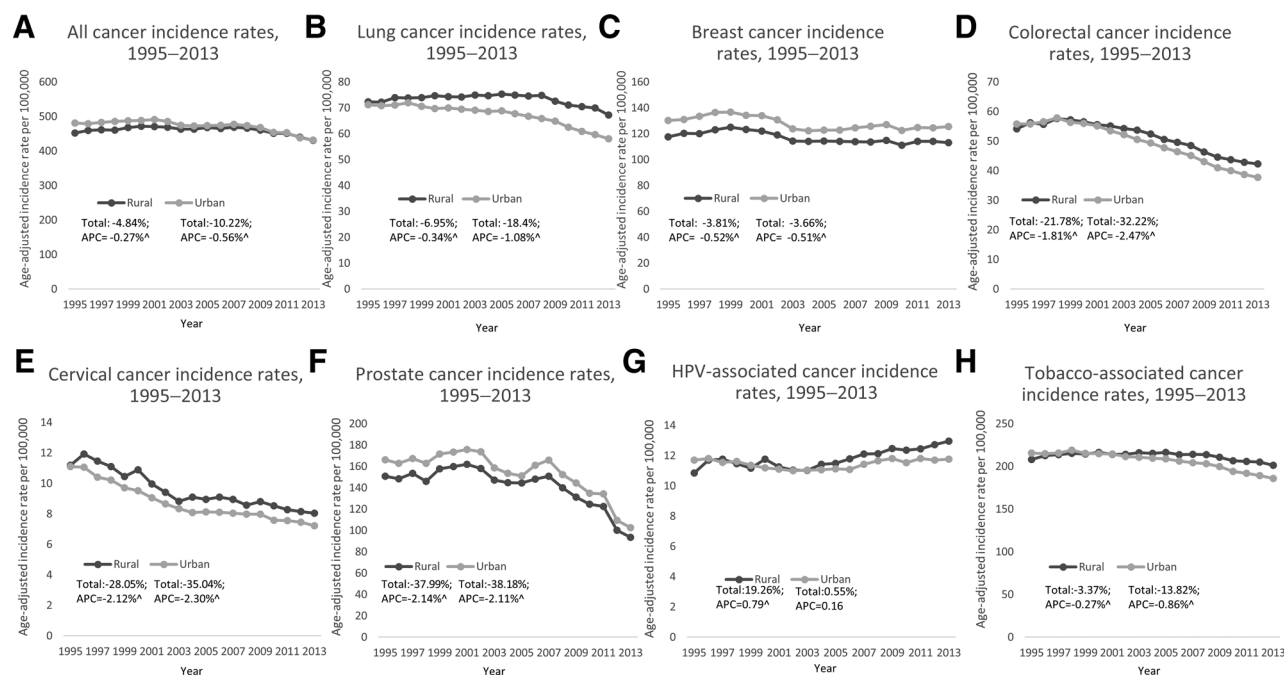 A
All cancer incidence rates,
1995–2013
Age-adjusted incidence rate per 100,000
600
500
400
300
200
100
0
Rural
Urban
Total: -4.84%;
APC= -0.27%^
Total:-10.22%;
APC= -0.56%^
1995 1997 1999 2001 2003 2005 2007 2009 2011 2013
Year
B
Lung cancer incidence rates,
1995–2013
Age-adjusted incidence rate per 100,000
80
70
60
50
40
30
20
10
0
Rural
Urban
Total: -6.95%;
APC= -0.34%^
Total: -18.4%;
APC= -1.08%^
1995 1997 1999 2001 2003 2005 2007 2009 2011 2013
Year
C
Breast cancer incidence
rates, 1995–2013
Age-adjusted incidence rate per 100,000
160
140
120
100
80
60
40
20
0
Rural
Urban
Total: -3.81%;
APC= -0.52%^
Total: -3.66%;
APC= -0.51%^
1995 1997 1999 2001 2003 2005 2007 2009 2011 2013
Year
D
Colorectal cancer incidence
rates, 1995–2013
Age-adjusted incidence rate per 100,000
70
60
50
40
30
20
10
0
Rural
Urban
Total: -21.78%;
APC= -1.81%^
Total:-32.22%;
APC= -2.47%^
1995 1997 1999 2001 2003 2005 2007 2009 2011 2013
Year
E
Cervical cancer incidence rates,
1995–2013
Age-adjusted incidence rate per 100,000
14
12
10
8
6
4
2
0
Rural
Urban
Total:-28.05%;
APC=-2.12%^
Total:-35.04%;
APC=-2.30%^
1995 1997 1999 2001 2003 2005 2007 2009 2011 2013
Year
F
Prostate cancer incidence rates,
1995–2013
Age-adjusted incidence rate per 100,000
200
180
160
140
120
100
80
60
40
20
0
Rural
Urban
Total:-37.99%;
APC=-2.14%^
Total:-38.18%;
APC=-2.11%^
1995 1997 1999 2001 2003 2005 2007 2009 2011 2013
Year
G
HPV-associated cancer incidence
rates, 1995–2013
Age-adjusted incidence rate per 100,000
14
12
10
8
6
4
2
0
Rural
Urban
Total:19.26%;
APC=0.79^
Total:0.55%;
APC=0.16
1995 1997 1999 2001 2003 2005 2007 2009 2011 2013
Year
H
Tobacco-associated cancer
incidence rates, 1995–2013
Age-adjusted incidence rate per 100,000
250
200
150
100
50
0
Rural
Urban
Total:-3.37%;
APC=-0.27%^
Total:-13.82%;
APC=-0.86%^
1995 1997 1999 2001 2003 2005 2007 2009 2011 2013
Year